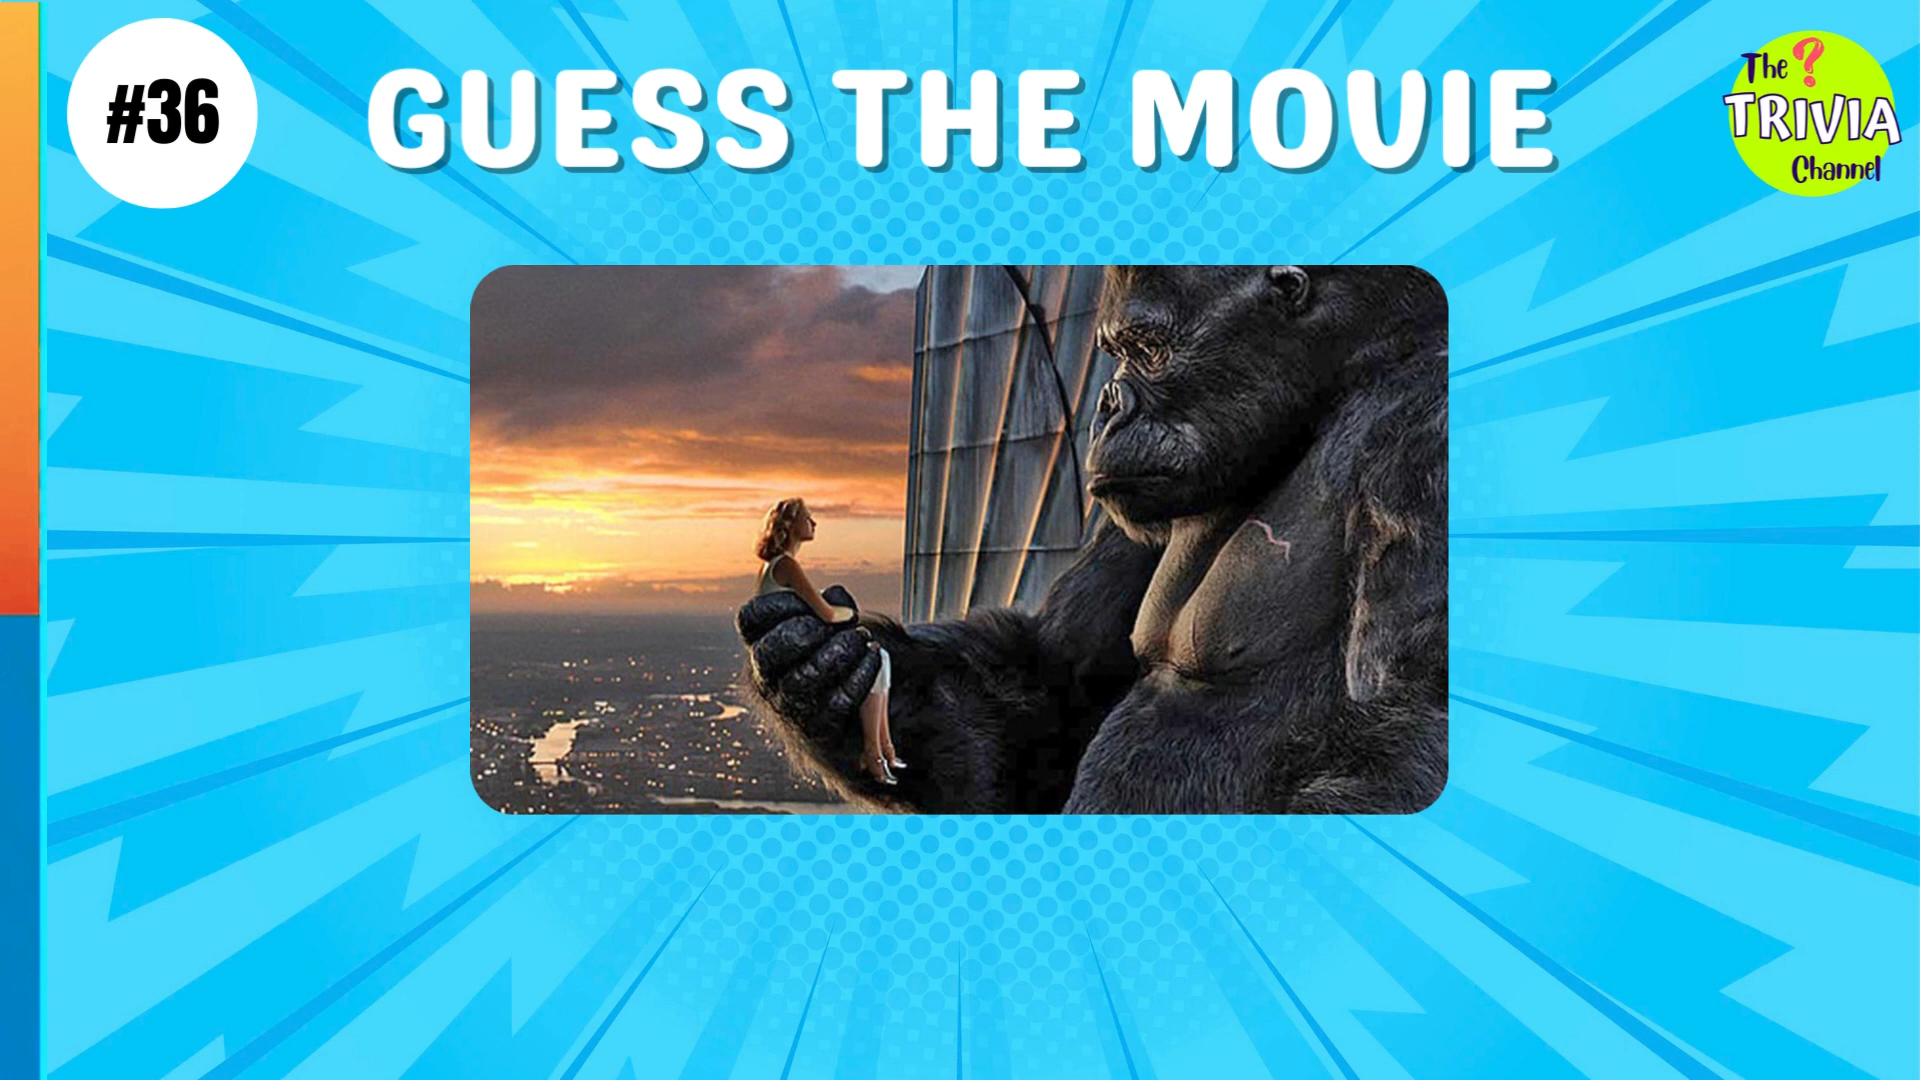 #36
GUESS THE MOVIE
The ?
TRIVIA
Channel